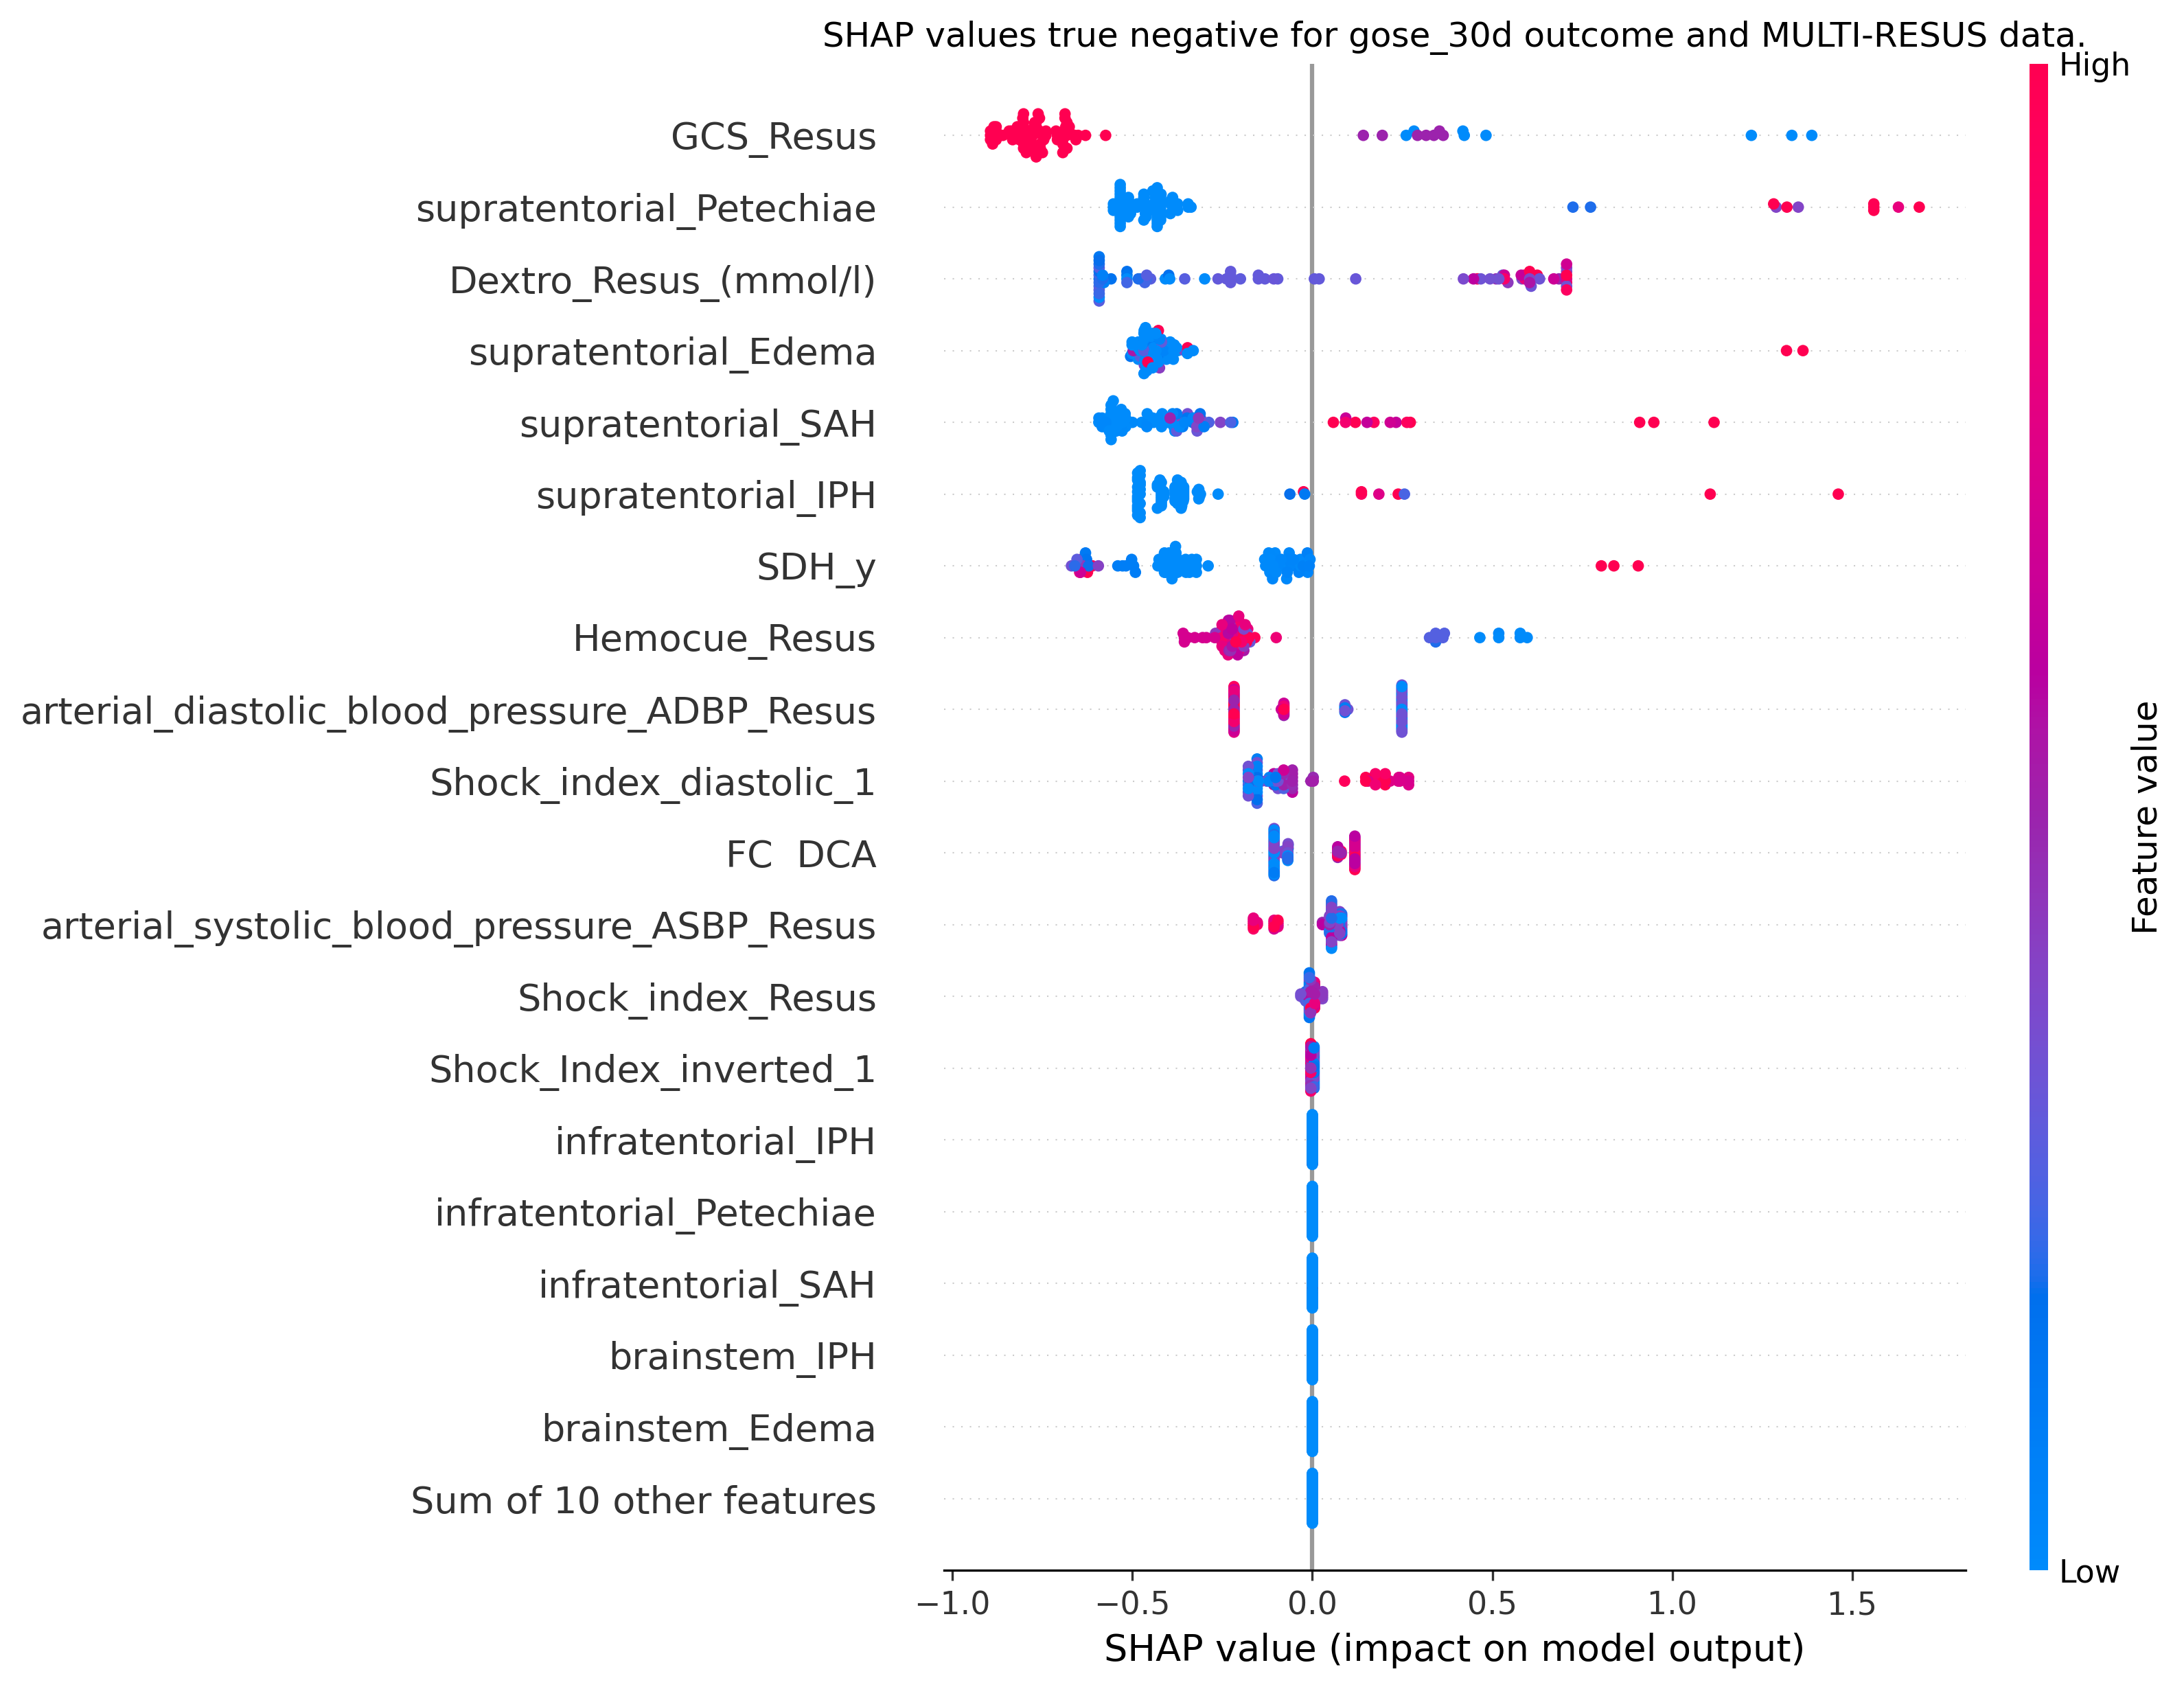 SHAP values true negative for gose_30d outcome and MULTI-RESUS data.
High
GCS_Resus
supratentorial_Petechiae
Dextro_Resus_(mmol/l)
supratentorial_Edema
supratentorial_SAH
supratentorial_IPH
SDH_y
Hemocue_Resus
arterial_diastolic_blood_pressure_ADBP_Resus
Shock_index_diastolic_1
FC  DCA
arterial_systolic_blood_pressure_ASBP_Resus
Shock_index_Resus
Shock_Index_inverted_1
infratentorial_IPH
infratentorial_Petechiae
infratentorial_SAH
brainstem_IPH
brainstem_Edema
Sum of 10 other features
Feature value
Low
−1.0 −0.5 0.0 0.5 1.0 1.5
SHAP value (impact on model output)